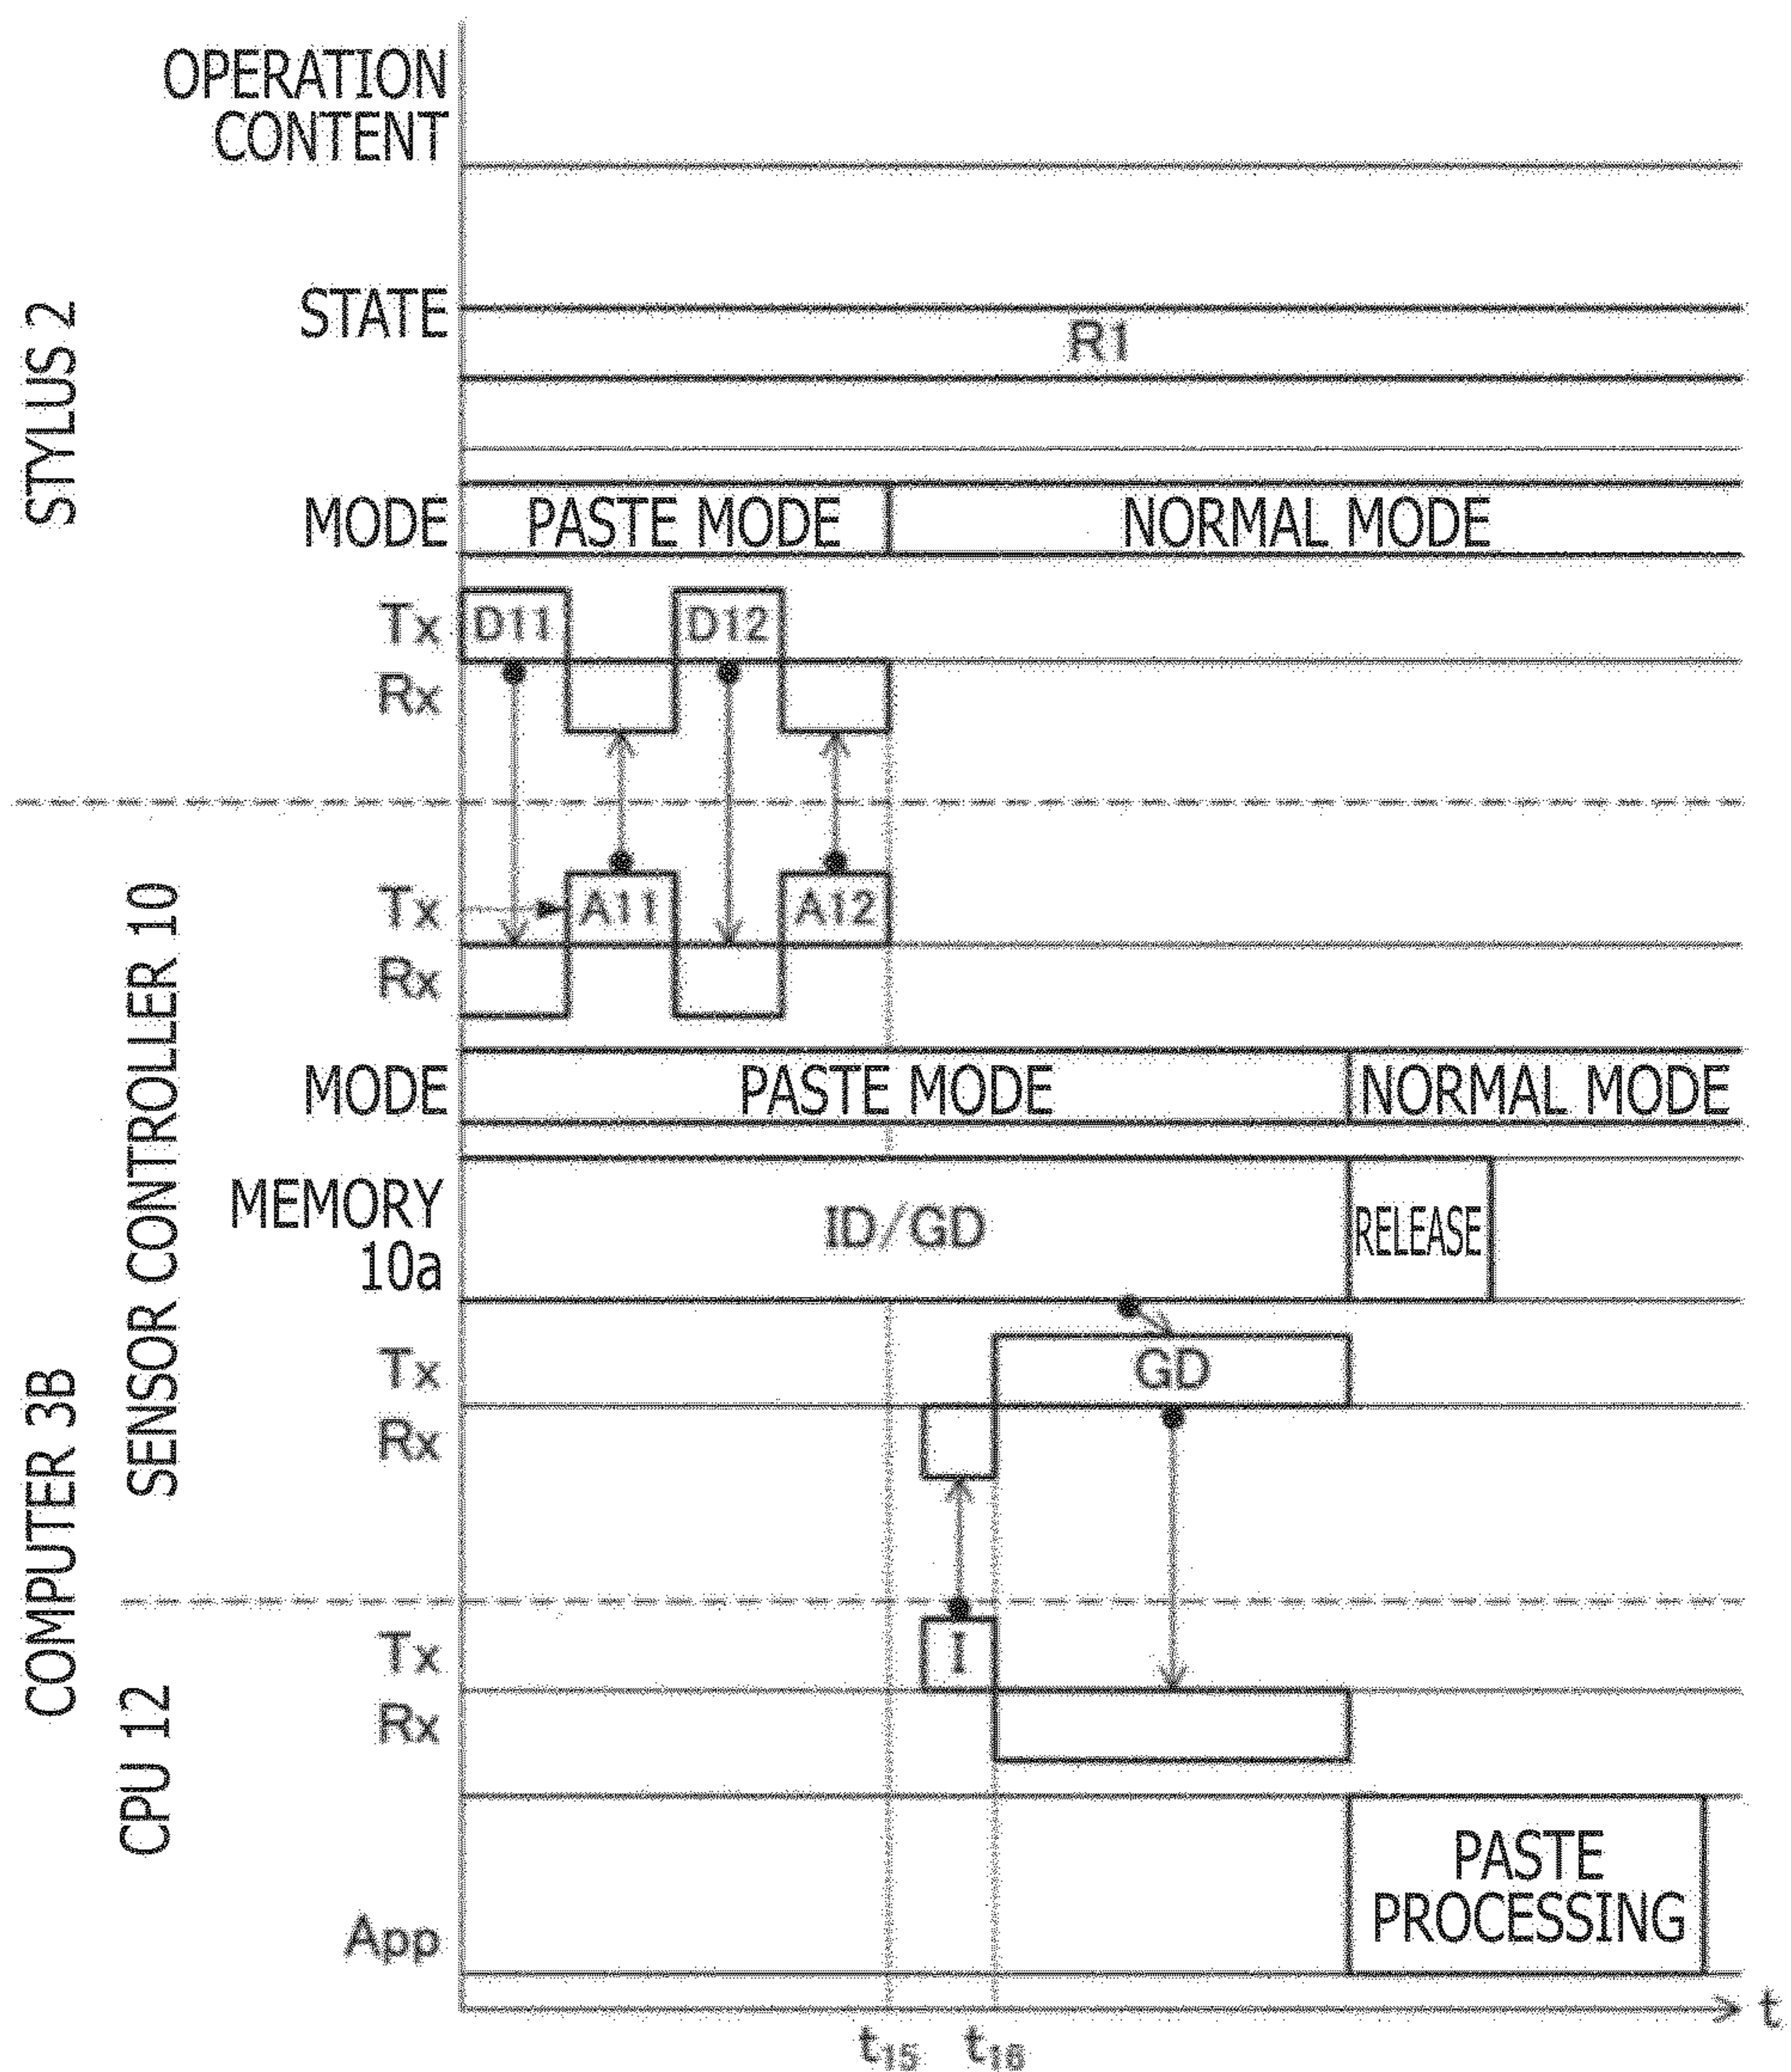 OPERATION
CONTENT
STYLUS 2
STATE
R1
MODE
PASTE MODE
NORMAL MODE
Tx
D11
D12
Rx
COMPUTER 3B
SENSOR CONTROLLER 10
Tx
A11
A12
Rx
MODE
PASTE MODE
NORMAL MODE
MEMORY
10a
ID/GD
RELEASE
Tx
GD
Rx
CPU 12
Tx
I
Rx
App
PASTE
PROCESSING
t
t15
t16